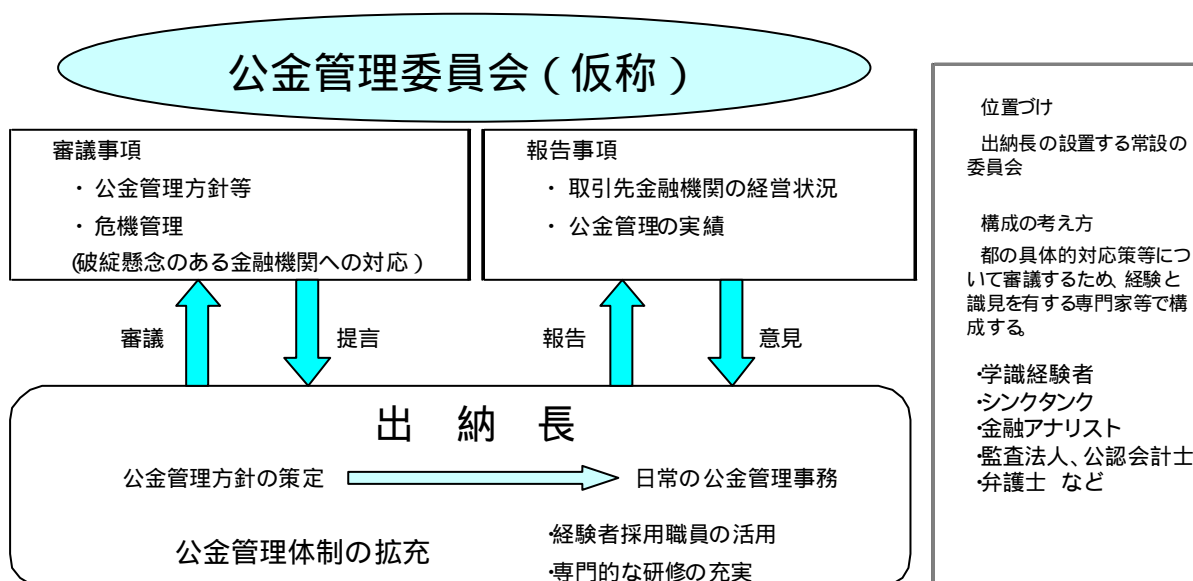 公金管理委員会（仮称）
審議事項
・ 公金管理方針等
・ 危機管理
(破綻懸念のある金融機関への対応）
報告事項
・ 取引先金融機関の経営状況
・ 公金管理の実績
審議
提言
報告
意見
出 納 長
公金管理方針の策定
日常の公金管理事務
公金管理体制の拡充
・経験者採用職員の活用
・専門的な研修の充実
位置づけ
出納長の設置する常設の
委員会
構成の考え方
都の具体的対応策等につ
いて審議するため、経験と
識見を有する専門家等で構
成する。
・学識経験者
・シンクタンク
・金融アナリスト
・監査法人、公認会計士
・弁護士 など